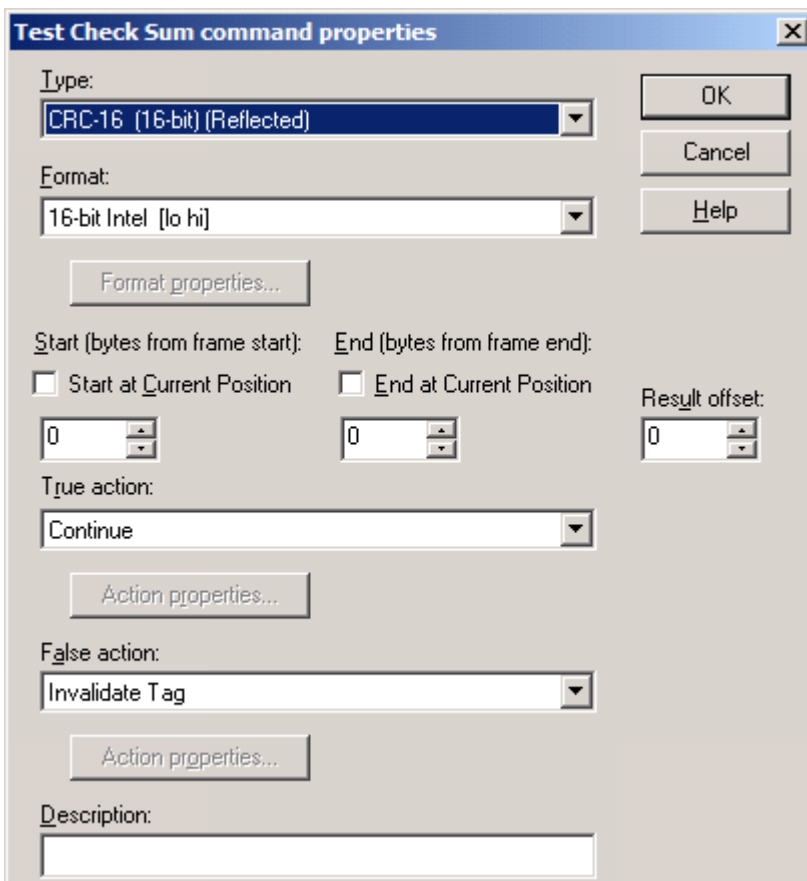 Test Check Sum command properties
Type:
CRC-16 (16-bit) (Reflected)
OK
Cancel
Format:
16-bit Intel [lo hi]
Help
Format properties...
Start (bytes from frame start): End (bytes from frame end):
Start at Current Position End at Current Position
Result offset:
0 0 0
True action:
Continue
Action properties...
False action:
Invalidate Tag
Action properties...
Description: